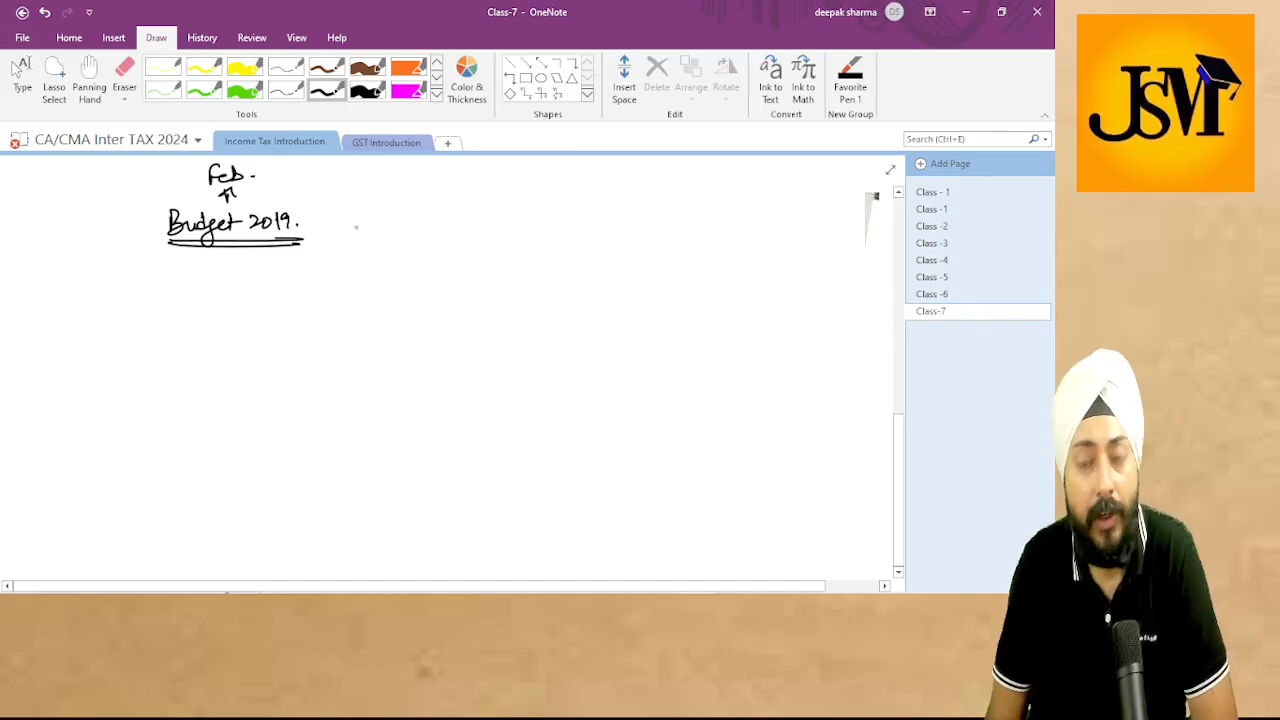 Class-7 - OneNote
deepak sharma
DS
File Home Insert Draw History Review View Help
Type
Lasso Select
Panning Hand
Eraser
Color & Thickness
Insert Space
Delete
Arrange
Rotate
Ink to Text
Ink to Math
Favorite Pen 1
Tools
Shapes
Edit
Convert
New Group
CA/CMA Inter TAX 2024
Income Tax Introduction
GST Introduction
Search (Ctrl+E)
Add Page
Class - 1
Class -1
Class -2
Class -3
Class -4
Class -5
Class -6
Class-7
Feb.
Budget 2019.
JSM